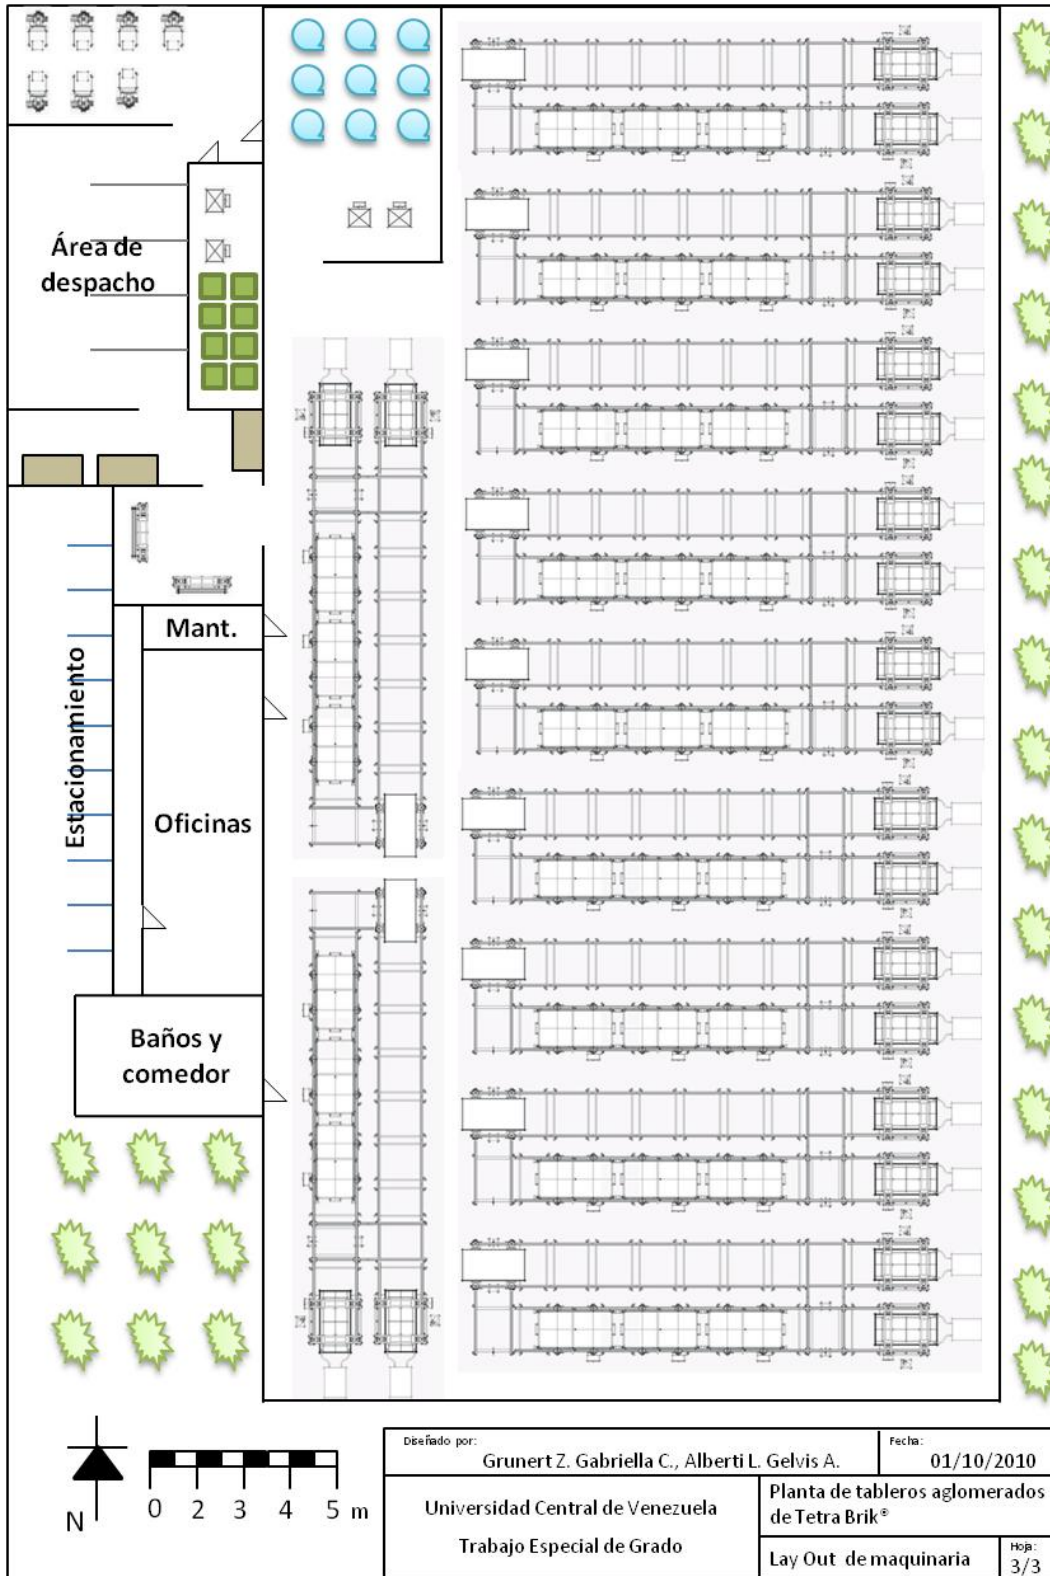 Área de
despacho
Mant.
Estacionamiento
Oficinas
Baños y
comedor
N
0 2 3 4 5 m
Diseñado por:
Grunert Z. Gabriella C., Alberti L. Gelvis A.
Fecha:
01/10/2010
Universidad Central de Venezuela
Trabajo Especial de Grado
Planta de tableros aglomerados
de Tetra Brik®
Lay Out de maquinaria
Hoja:
3/3